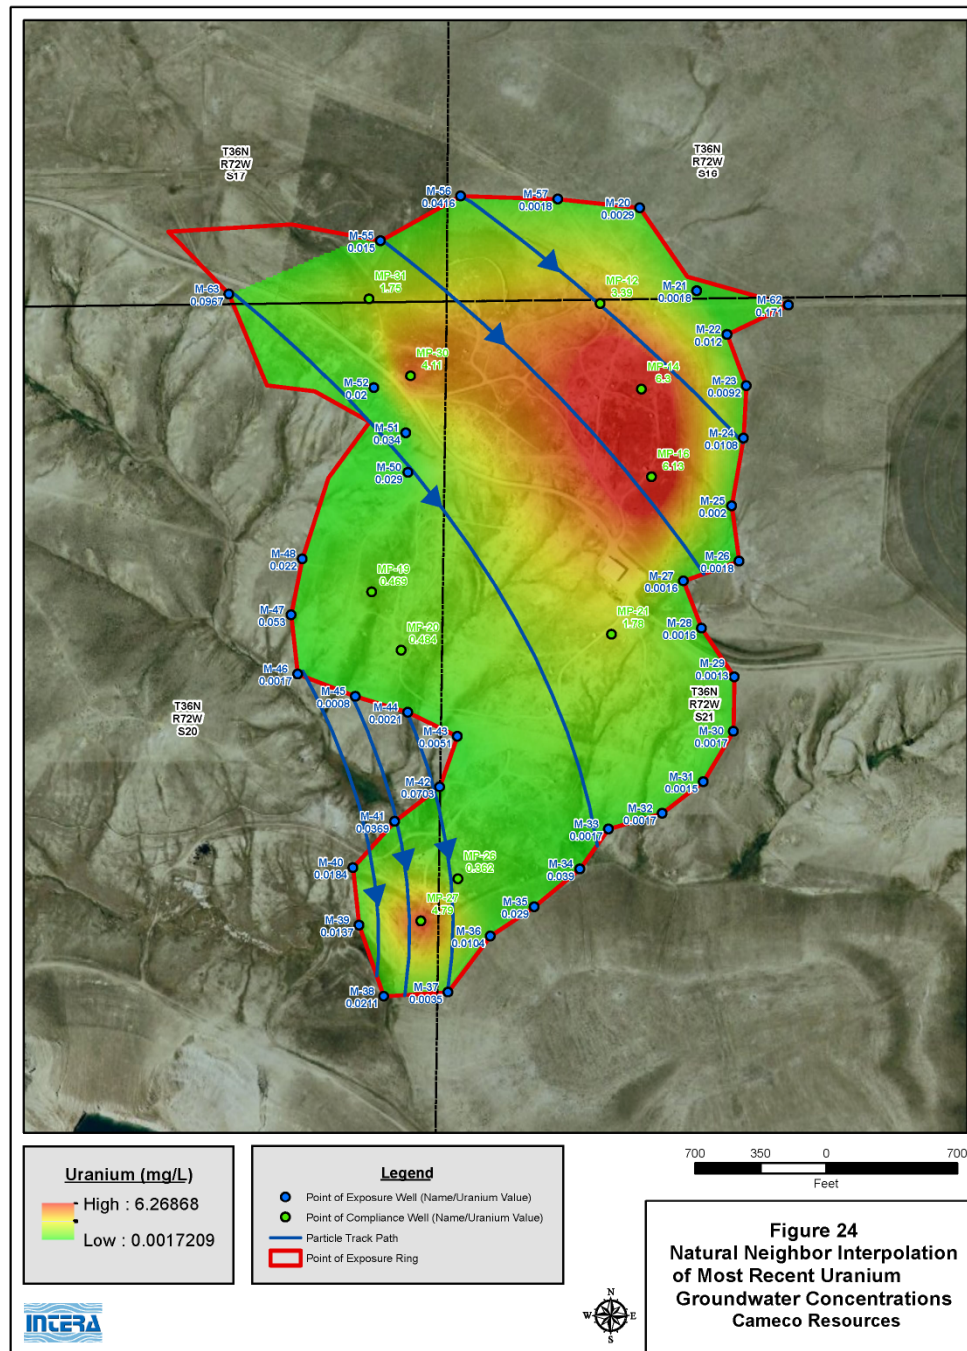 T36N
R72W
S17
T36N
R72W
S16
M-56
0.0416
M-57
0.0018
M-20
0.0029
M-55
0.015
M-63
0.0967
MP-31
1.75
MP-12
3.39
M-21
0.0018
M-62
0.171
M-22
0.012
MP-30
4.11
M-52
0.02
MP-14
6.3
M-23
0.0092
M-51
0.034
M-24
0.0108
M-50
0.029
MP-16
6.13
M-25
0.002
M-48
0.022
M-26
0.0018
M-27
0.0016
MP-19
0.469
M-47
0.053
MP-21
1.78
M-28
0.0016
MP-20
0.484
M-46
0.0017
M-29
0.0013
M-45
0.0008
T36N
R72W
S21
T36N
R72W
S20
M-44
0.0021
M-43
0.0051
M-30
0.0017
M-42
0.0703
M-31
0.0015
M-41
0.0369
M-32
0.0017
M-33
0.0017
M-40
0.0184
M-34
0.039
MP-26
0.362
M-35
0.029
MP-27
4.79
M-39
0.0137
M-36
0.0104
M-38
0.0211
M-37
0.0035
Uranium (mg/L)
High : 6.26868
Low : 0.0017209
Legend
Point of Exposure Well (Name/Uranium Value)
Point of Compliance Well (Name/Uranium Value)
Particle Track Path
Point of Exposure Ring
700 350 0 700
Feet
Figure 24
Natural Neighbor Interpolation
of Most Recent Uranium
Groundwater Concentrations
Cameco Resources
INTERA
N
W E
S